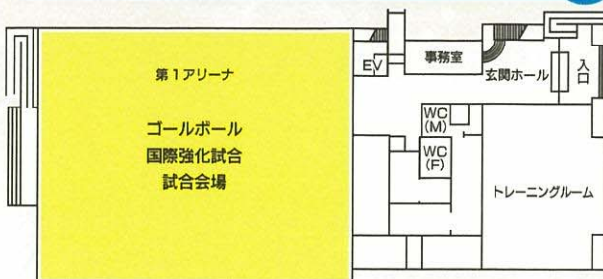 第1アリーナ
ゴールボール
国際強化試合
試合会場
EV
事務室
玄関ホール
入口
WC
(M)
WC
(F)
トレーニングルーム